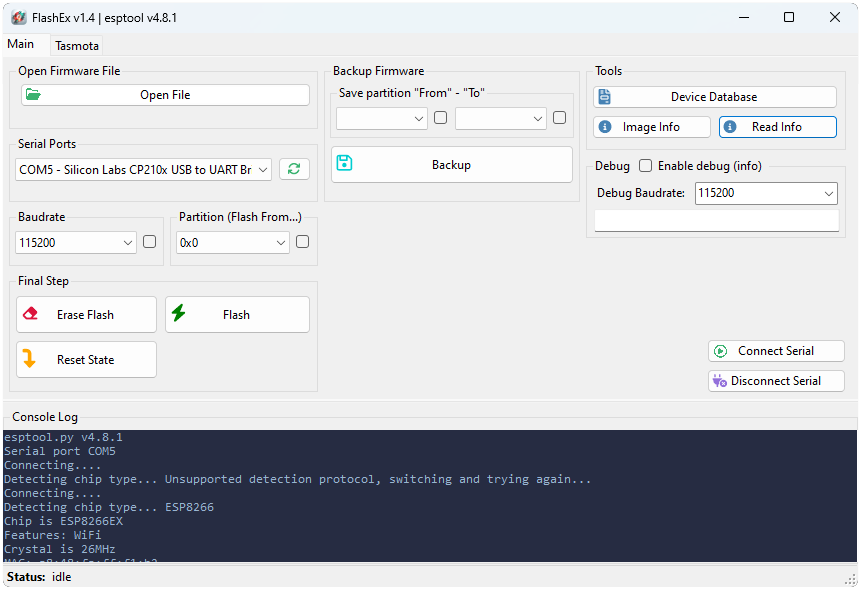 FlashEx v1.4 | esptool v4.8.1
Main
Tasmota
Open Firmware File
Open File
Serial Ports
COM5 - Silicon Labs CP210x USB to UART Br
Baudrate
115200
Partition (Flash From...)
0x0
Final Step
Erase Flash
Flash
Reset State
Backup Firmware
Save partition "From" - "To"
Backup
Tools
Device Database
Image Info
Read Info
Debug
Enable debug (info)
Debug Baudrate:
115200
Connect Serial
Disconnect Serial
Console Log
esptool.py v4.8.1
Serial port COM5
Connecting....
Detecting chip type... Unsupported detection protocol, switching and trying again...
Connecting....
Detecting chip type... ESP8266
Chip is ESP8266EX
Features: WiFi
Crystal is 26MHz
Status: idle